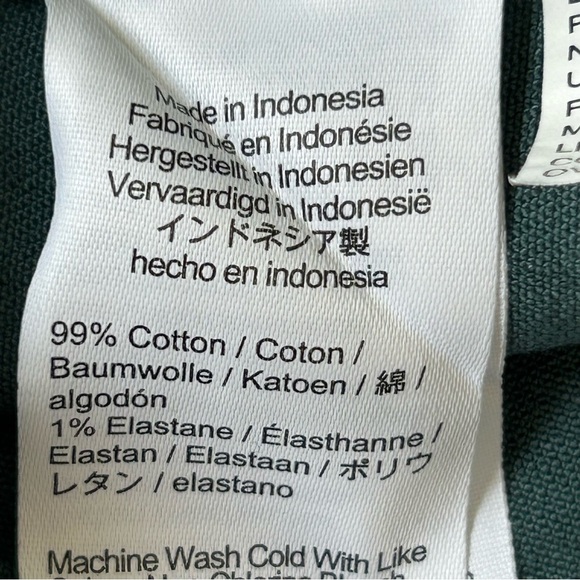 Made in Indonesia
Fabriqué en Indonésie
Hergestellt in Indonesien
Vervaardigd in Indonesië
インドネシア製
hecho en indonesia
99% Cotton / Coton /
Baumwolle / Katoen / 綿 /
algodón
1% Elastane / Élasthanne /
Elastan / Elastaan / ポリウ
レタン / elastano
Machine Wash Cold With Like